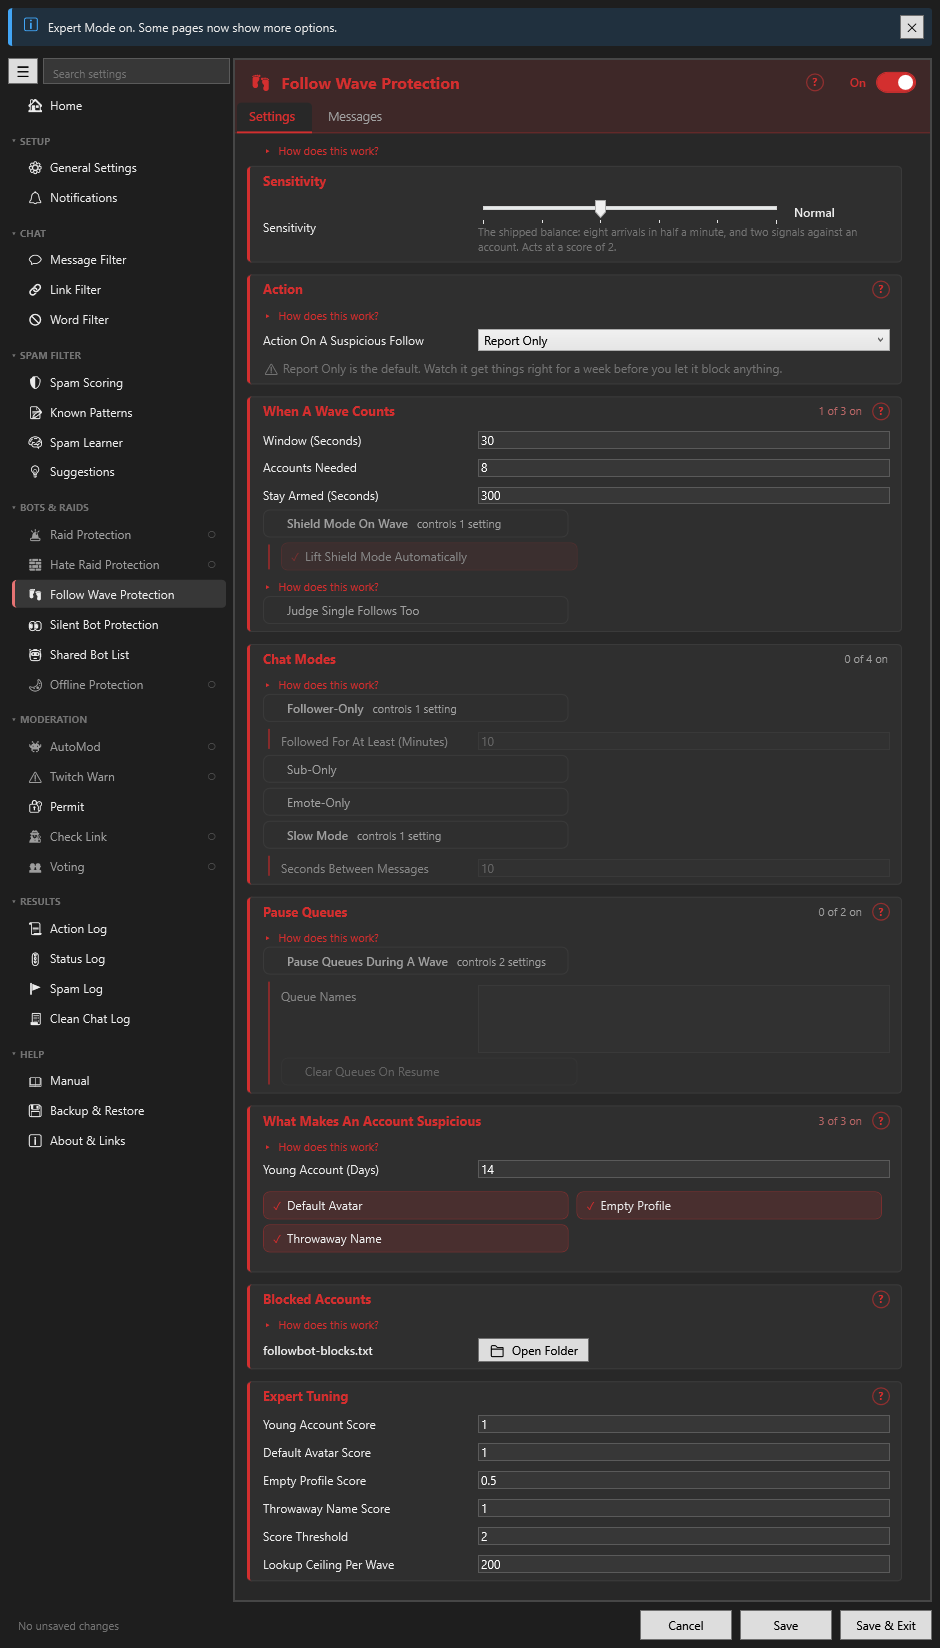 Expert Mode on. Some pages now show more options.
Search settings
Home
SETUP
General Settings
Notifications
CHAT
Message Filter
Link Filter
Word Filter
SPAM FILTER
Spam Scoring
Known Patterns
Spam Learner
Suggestions
BOTS & RAIDS
Raid Protection
Hate Raid Protection
Follow Wave Protection
Silent Bot Protection
Shared Bot List
Offline Protection
MODERATION
AutoMod
Twitch Warn
Permit
Check Link
Voting
RESULTS
Action Log
Status Log
Spam Log
Clean Chat Log
HELP
Manual
Backup & Restore
About & Links
Follow Wave Protection
? On
Settings Messages
How does this work?
Sensitivity
Sensitivity
Normal
The shipped balance: eight arrivals in half a minute, and two signals against an
account. Acts at a score of 2.
Action ?
How does this work?
Action On A Suspicious Follow Report Only
Report Only is the default. Watch it get things right for a week before you let it block anything.
When A Wave Counts 1 of 3 on ?
Window (Seconds) 30
Accounts Needed 8
Stay Armed (Seconds) 300
Shield Mode On Wave controls 1 setting
✓ Lift Shield Mode Automatically
How does this work?
Judge Single Follows Too
Chat Modes 0 of 4 on
How does this work?
Follower-Only controls 1 setting
Followed For At Least (Minutes) 10
Sub-Only
Emote-Only
Slow Mode controls 1 setting
Seconds Between Messages 10
Pause Queues 0 of 2 on ?
How does this work?
Pause Queues During A Wave controls 2 settings
Queue Names
Clear Queues On Resume
What Makes An Account Suspicious 3 of 3 on ?
How does this work?
Young Account (Days) 14
✓ Default Avatar ✓ Empty Profile
✓ Throwaway Name
Blocked Accounts ?
How does this work?
followbot-blocks.txt Open Folder
Expert Tuning ?
Young Account Score 1
Default Avatar Score 1
Empty Profile Score 0.5
Throwaway Name Score 1
Score Threshold 2
Lookup Ceiling Per Wave 200
No unsaved changes Cancel Save Save & Exit